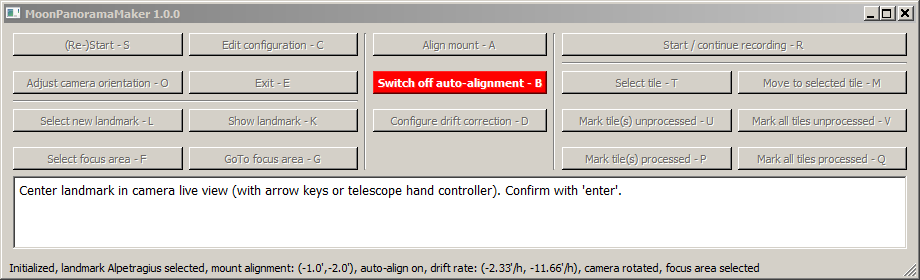 MoonPanoramaMaker 1.0.0
(Re-)Start - S
Edit configuration - C
Align mount - A
Start / continue recording - R
Adjust camera orientation - O
Exit - E
Switch off auto-alignment - B
Select tile - T
Move to selected tile - M
Select new landmark - L
Show landmark - K
Configure drift correction - D
Mark tile(s) unprocessed - U
Mark all tiles unprocessed - V
Select focus area - F
GoTo focus area - G
Mark tile(s) processed - P
Mark all tiles processed - Q
Center landmark in camera live view (with arrow keys or telescope hand controller). Confirm with 'enter'.
Initialized, landmark Alpetragius selected, mount alignment: (-1.0',-2.0'), auto-align on, drift rate: (-2.33'/h, -11.66'/h), camera rotated, focus area selected